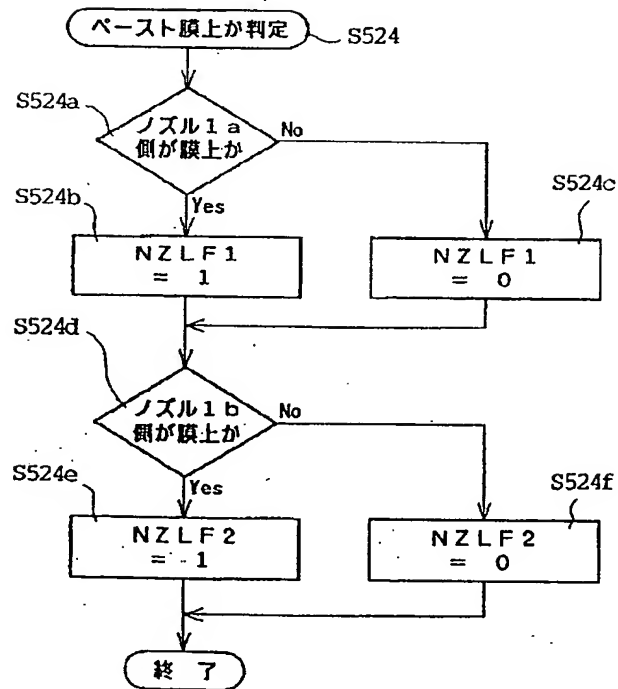 ペースト膜上か判定
S524
S524a
ノズル1a
側が膜上か
No
Yes
S524b
NZLF1
= 1
S524c
NZLF1
= 0
S524d
ノズル1b
側が膜上か
No
Yes
S524e
NZLF2
= 1
S524f
NZLF2
= 0
終了